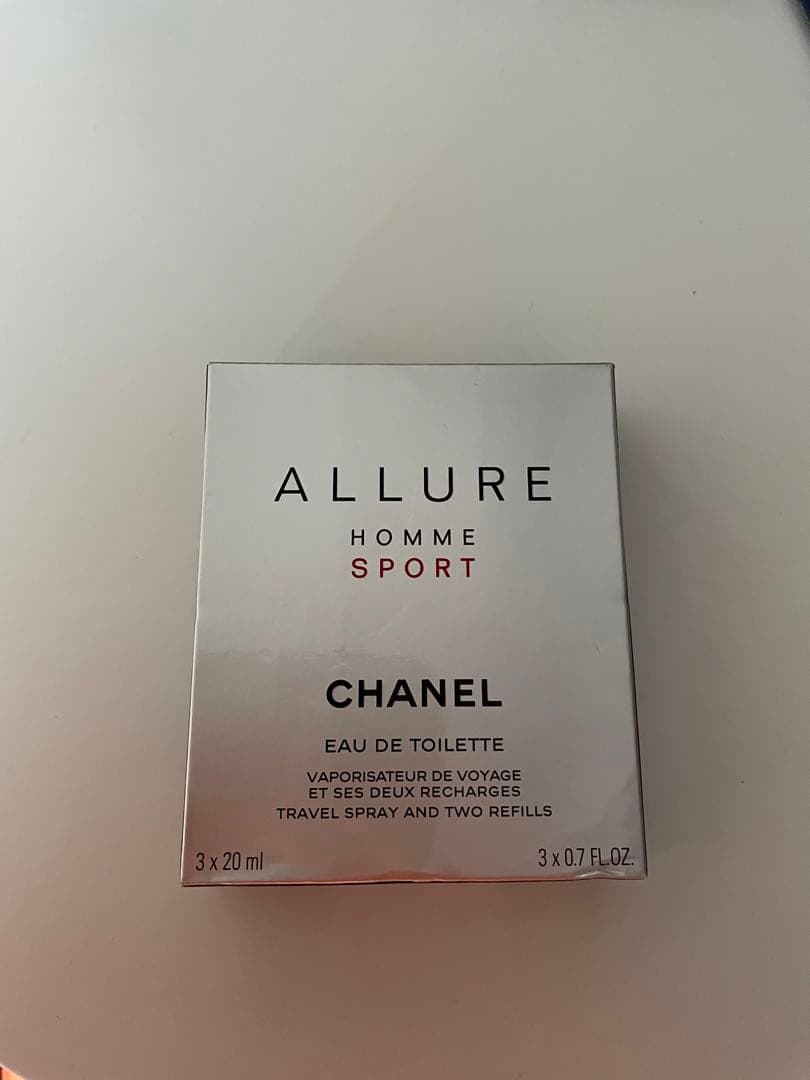 ALLURE
HOMME
SPORT
CHANEL
EAU DE TOILETTE
VAPORISATEUR DE VOYAGE
ET SES DEUX RECHARGES
TRAVEL SPRAY AND TWO REFILLS
3 x 20 ml
3 x 0.7 FL.OZ.